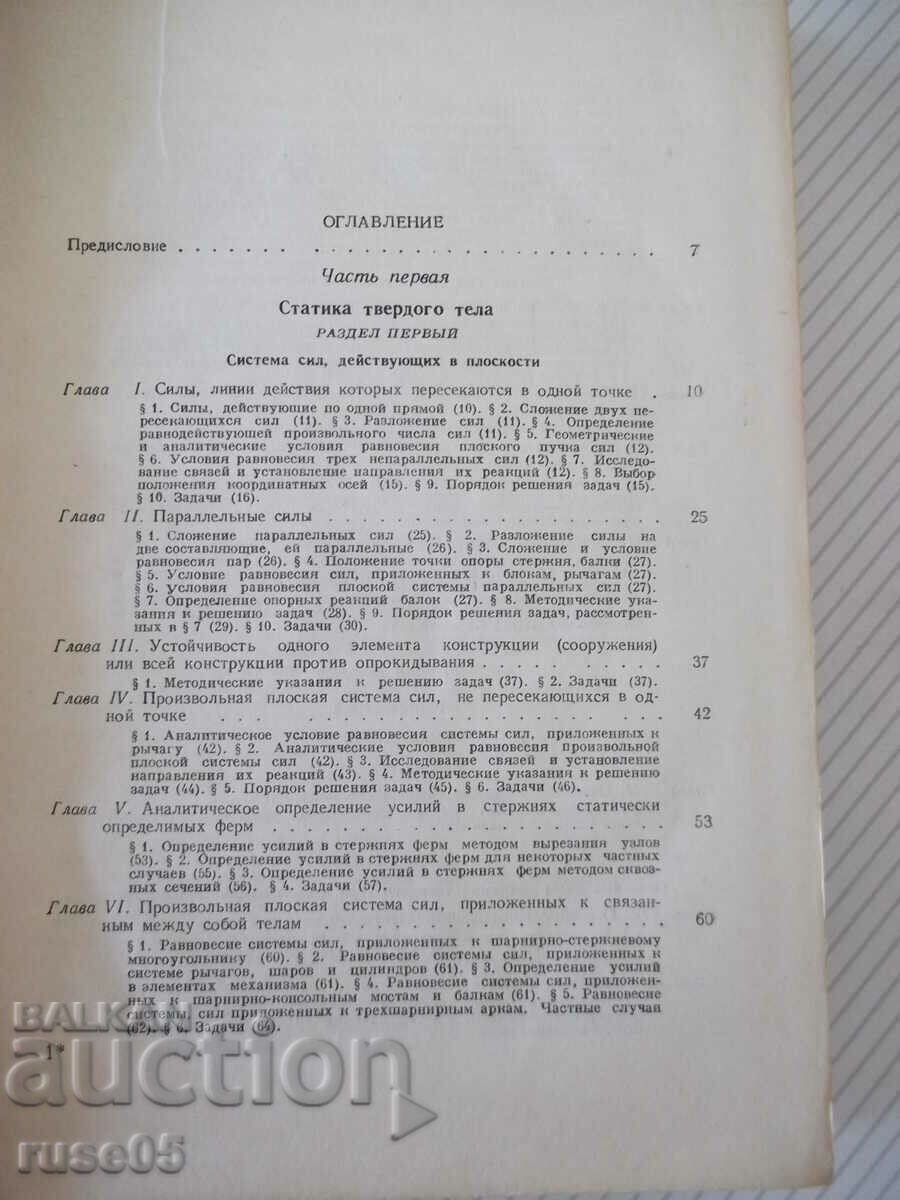 ОГЛАВЛЕНИЕ
Предисловие . . . . . . . . . . . . . . . . . . . . . . . . . . . 7
Часть первая
Статика твердого тела
РАЗДЕЛ ПЕРВЫЙ
Система сил, действующих в плоскости
Глава I. Силы, линии действия которых пересекаются в одной точке . 10
§ 1. Силы, действующие по одной прямой (10). § 2. Сложение двух пе-
ресекающихся сил (11). § 3. Разложение сил (11). § 4. Определение
равнодействующей произвольного числа сил (11). § 5. Геометрические
и аналитические условия равновесия плоского пучка сил (12).
§ 6. Условия равновесия трех непараллельных сил (12). § 7. Исследо-
вание связей и установление направления их реакций (12). § 8. Выбор
положения координатных осей (15). § 9. Порядок решения задач (15).
§ 10. Задачи (16).
Глава II. Параллельные силы . . . . . . . . . . . . . . . . . . 25
§ 1. Сложение параллельных сил (25). § 2. Разложение силы на
две составляющие, ей параллельные (26). § 3. Сложение и условие
равновесия пар (26). § 4. Положение точки опоры стержня, балки (27).
§ 5. Условие равновесия сил, приложенных к блокам, рычагам (27).
§ 6. Условия равновесия плоской системы параллельных сил (27).
§ 7. Определение опорных реакций балок (27). § 8. Методические ука-
зания к решению задач (28). § 9. Порядок решения задач, рассмотрен-
ных в § 7 (29). § 10. Задачи (30).
Глава III. Устойчивость одного элемента конструкции (сооружения)
или всей конструкции против опрокидывания . . . . . . . . . . 37
§ 1. Методические указания к решению задач (37). § 2. Задачи (37).
Глава IV. Произвольная плоская система сил, не пересекающихся в од-
ной точке . . . . . . . . . . . . . . . . . . . . 42
§ 1. Аналитическое условие равновесия системы сил, приложенных к
рычагу (42). § 2. Аналитические условия равновесия произвольной
плоской системы сил (42). § 3. Исследование связей и установление
направления их реакций (43). § 4. Методические указания к решению
задач (44). § 5. Порядок решения задач (45). § 6. Задачи (46).
Глава V. Аналитическое определение усилий в стержнях статически
определимых ферм . . . . . . . . . . . . . . . . . . . . . 53
§ 1. Определение усилий в стержнях ферм методом вырезания узлов
(53). § 2. Определение усилий в стержнях ферм для некоторых частных
случаев (55). § 3. Определение усилий в стержнях ферм методом сквоз-
ных сечений (56). § 4. Задачи (57).
Глава VI. Произвольная плоская система сил, приложенных к связан-
ным между собой телам . . . . . . . . . . . . . . . . . . 60
§ 1. Равновесие системы сил, приложенных к шарнирно-стержневому
многоугольнику (60). § 2. Равновесие системы сил, приложенных к
системе рычагов, шаров и цилиндров (61). § 3. Определение усилий
в элементах механизма (61). § 4. Равновесие системы сил, приложен-
ных к шарнирно-консольным мостам и балкам (61). § 5. Равновесие
системы сил приложенных к трехшарнирным аркам. Частные случаи
(62). § 6. Задачи (64).
1*
BALKAN
auction
ruse05